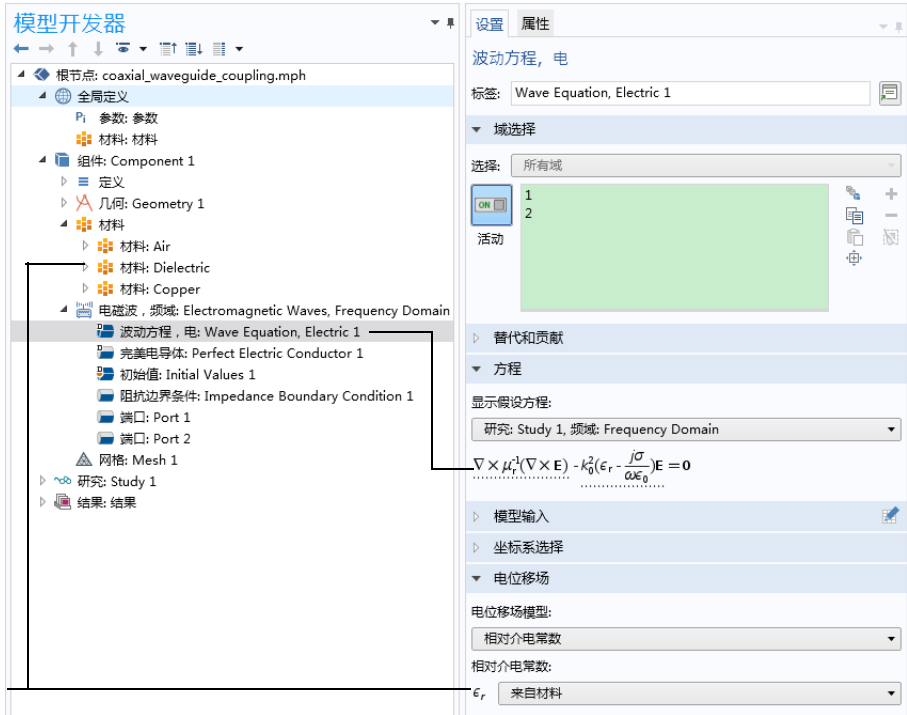 模型开发器
根节点: coaxial_waveguide_coupling.mph
全局定义
Pi 参数: 参数
材料: 材料
组件: Component 1
定义
几何: Geometry 1
材料
材料: Air
材料: Dielectric
材料: Copper
电磁波，频域: Electromagnetic Waves, Frequency Domain
波动方程，电: Wave Equation, Electric 1
完美电导体: Perfect Electric Conductor 1
初始值: Initial Values 1
阻抗边界条件: Impedance Boundary Condition 1
端口: Port 1
端口: Port 2
网格: Mesh 1
研究: Study 1
结果: 结果
设置 属性
波动方程，电
标签: Wave Equation, Electric 1
域选择
选择: 所有域
ON
1
2
活动
替代和贡献
方程
显示假设方程:
研究: Study 1, 频域: Frequency Domain
∇ × μr⁻¹(∇ × E) - k₀²(ϵr - jσ/ωϵ₀)E = 0
模型输入
坐标系选择
电位移场
电位移场模型:
相对介电常数
相对介电常数:
ϵr 来自材料